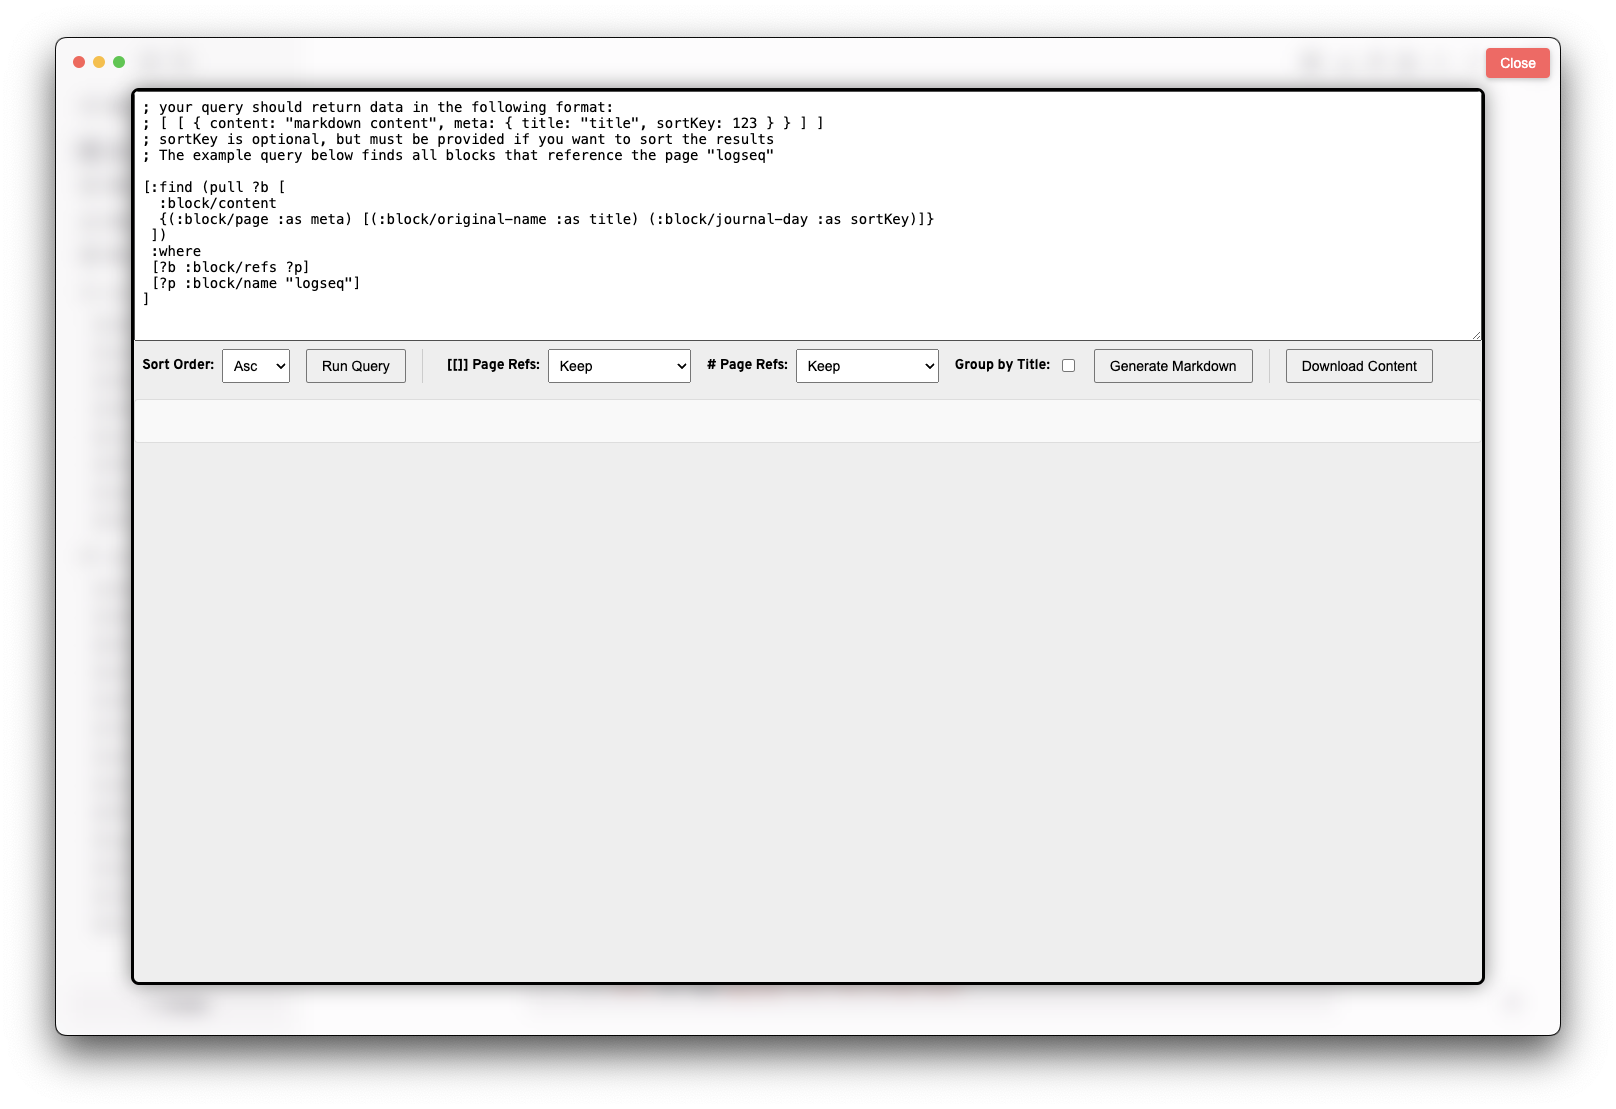 Close
; your query should return data in the following format:
; [ [ { content: "markdown content", meta: { title: "title", sortKey: 123 } } ] ]
; sortKey is optional, but must be provided if you want to sort the results
; The example query below finds all blocks that reference the page "logseq"
[:find (pull ?b [
  :block/content
  {(:block/page :as meta) [(:block/original-name :as title) (:block/journal-day :as sortKey)]}
 ])
 :where
 [?b :block/refs ?p]
 [?p :block/name "logseq"]
]
Sort Order: Asc Run Query [[]] Page Refs: Keep # Page Refs: Keep Group by Title: Generate Markdown Download Content